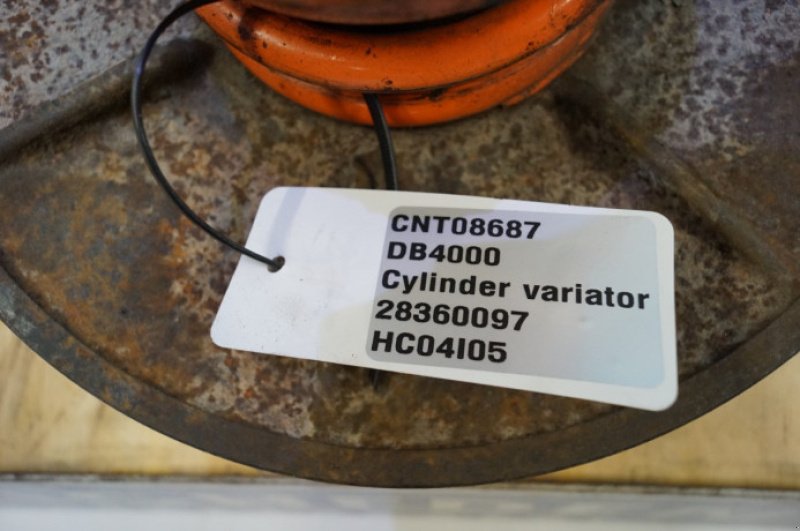 CNT08687
DB4000
Cylinder variator
28360097
HC04I05